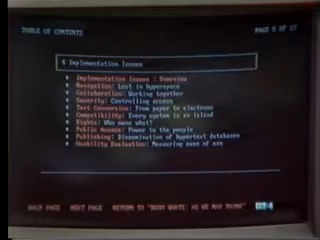 TABLE OF CONTENTS PAGE 5 OF 17
Implementation Issues
Implementation Issues : Overview
Navigation: Lost in hyperspace
Collaboration: Working together
Security: Controlling access
Text Conversion: From paper to electrons
Compatibility: Every system is an island
Rights: Who owns what?
Public Access: Power to the people
Publishing: Dissemination of hypertext databases
Usability Evaluation: Measuring ease of use
BACK PAGE NEXT PAGE RETURN TO "BUSH QUOTE: AS WE MAY THINK"